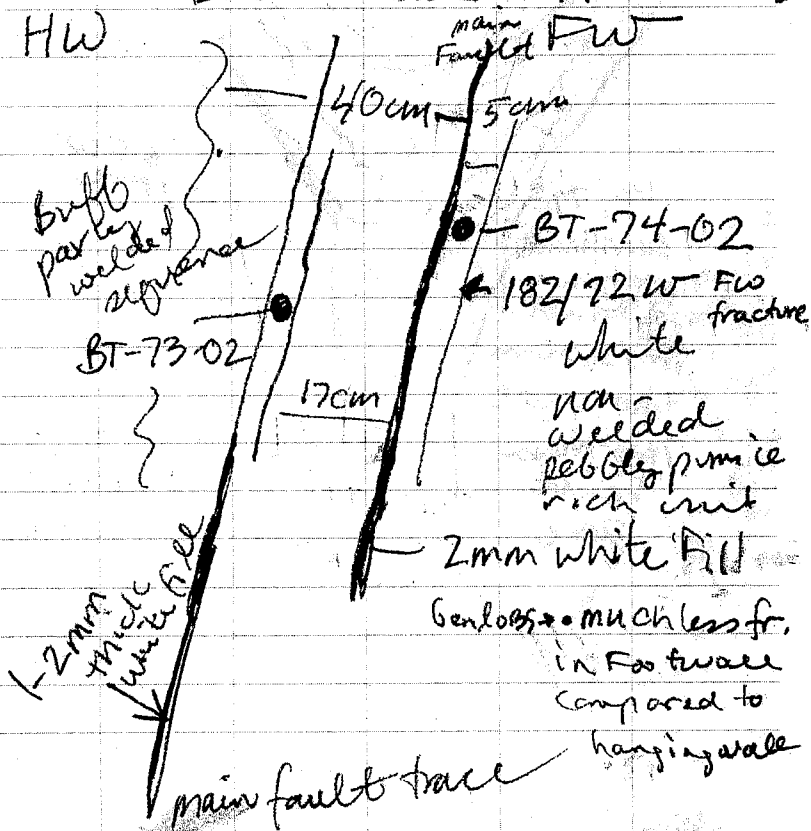 HW
main
Fault FW
40cm
5cm
Buff
partly
welded
sequence
BT-74-02
182/72W FW
fracture
BT-73-02
white
non-
welded
pebbly pumice
rich unit
17cm
2mm white Fill
1-2mm
thick
white fill
Gen. obs.. much less fr.
in Footwall
compared to
hangingwall
main fault trace